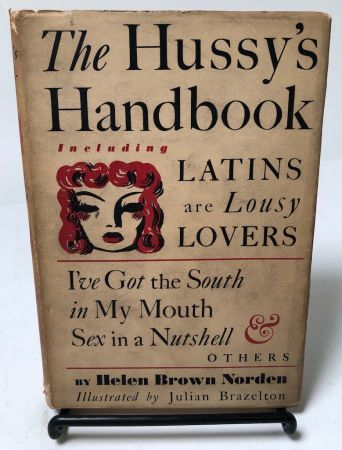 The Hussy's
Handbook
Including
LATINS
are Lousy
LOVERS
I've Got the South
in My Mouth
Sex in a Nutshell &
OTHERS
BY Helen Brown Norden
Illustrated by Julian Brazelton